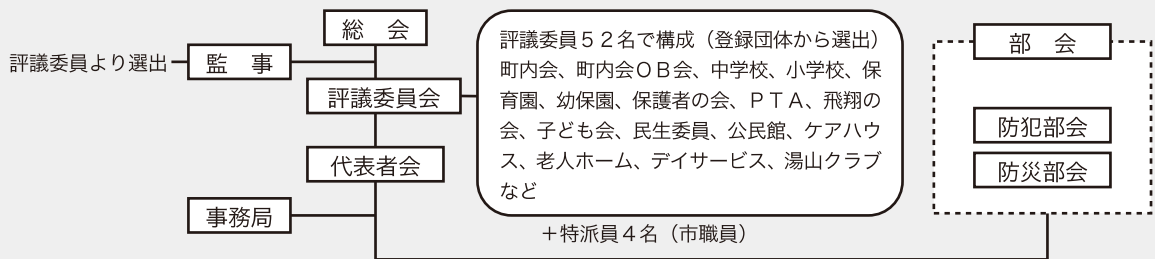 総　会
評議委員より選出
監　事
評議委員会
代表者会
事務局
評議委員５２名で構成（登録団体から選出）
町内会、町内会ＯＢ会、中学校、小学校、保
育園、幼保園、保護者の会、ＰＴＡ、飛翔の
会、子ども会、民生委員、公民館、ケアハウ
ス、老人ホーム、デイサービス、湯山クラブ
など
＋特派員４名（市職員）
部　会
防犯部会
防災部会